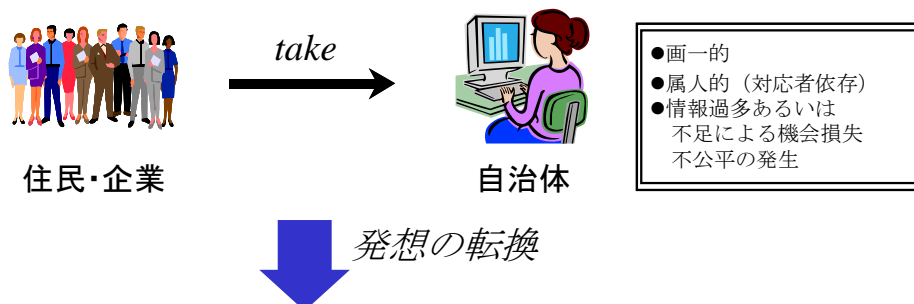 take
住民・企業
自治体
●画一的
●属人的（対応者依存）
●情報過多あるいは
不足による機会損失
不公平の発生
発想の転換